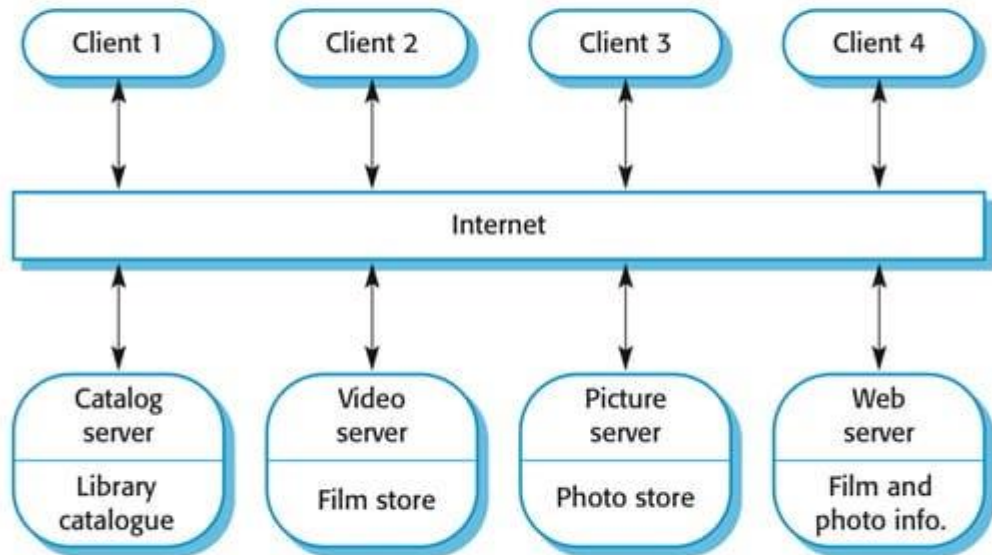 Client 1
Client 2
Client 3
Client 4
Internet
Catalog
server
Library
catalogue
Video
server
Film store
Picture
server
Photo store
Web
server
Film and
photo info.